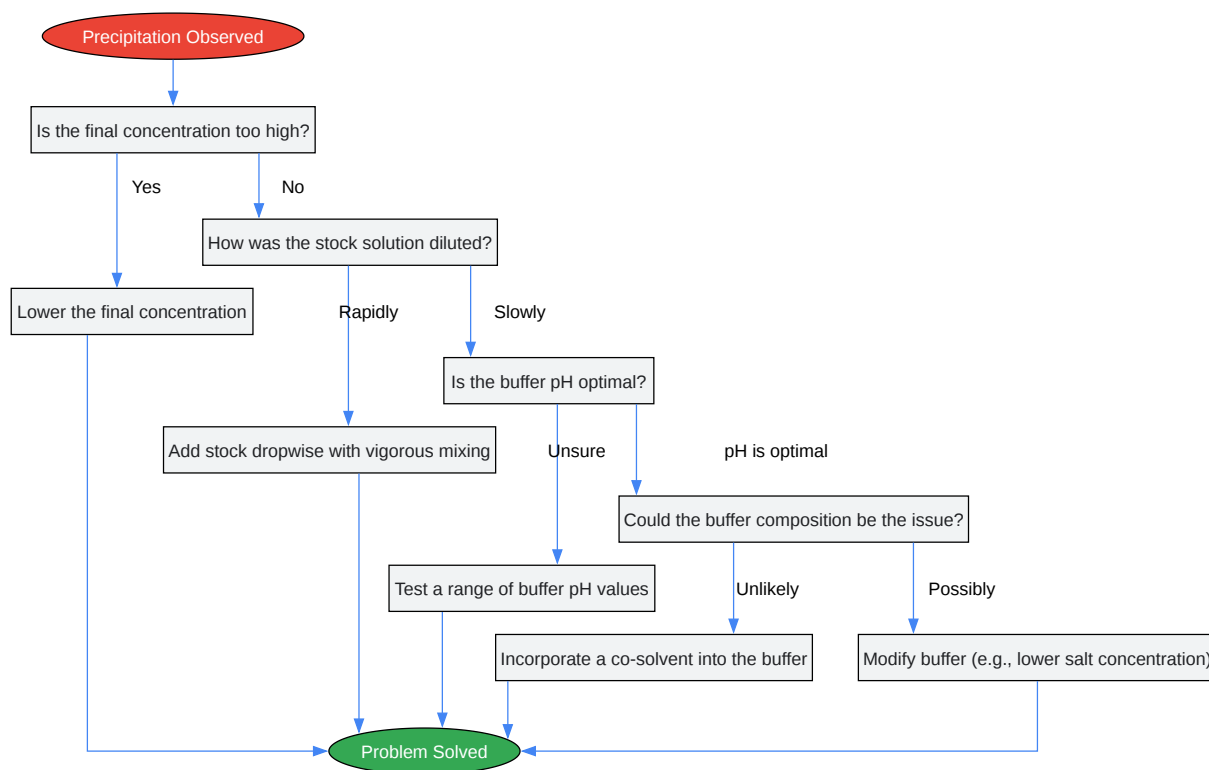 Precipitation Observed
Is the final concentration too high?
Yes
No
How was the stock solution diluted?
Lower the final concentration
Rapidly
Slowly
Is the buffer pH optimal?
Add stock dropwise with vigorous mixing
Unsure
pH is optimal
Could the buffer composition be the issue?
Test a range of buffer pH values
Unlikely
Possibly
Incorporate a co-solvent into the buffer
Modify buffer (e.g., lower salt concentration)
Problem Solved